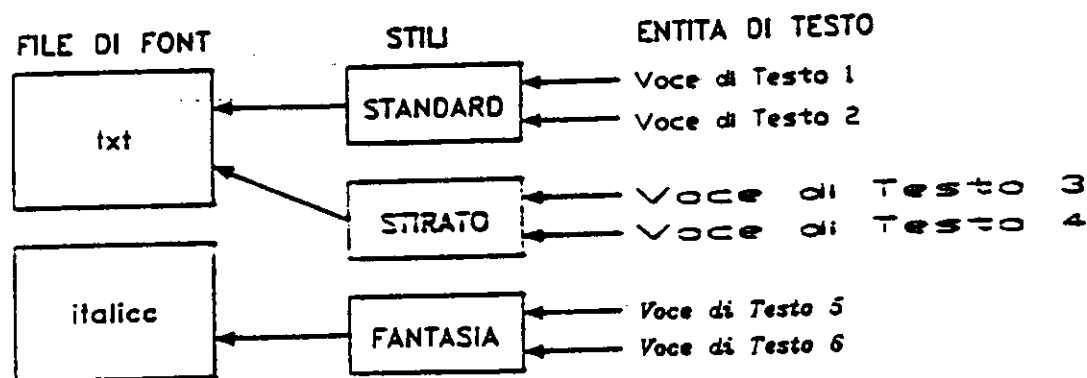 FILE DI FONT STILI ENTITA DI TESTO
txt
STANDARD
Voce di Testo 1
Voce di Testo 2
STIRATO
Voce di Testo 3
Voce di Testo 4
italicc
FANTASIA
Voce di Testo 5
Voce di Testo 6